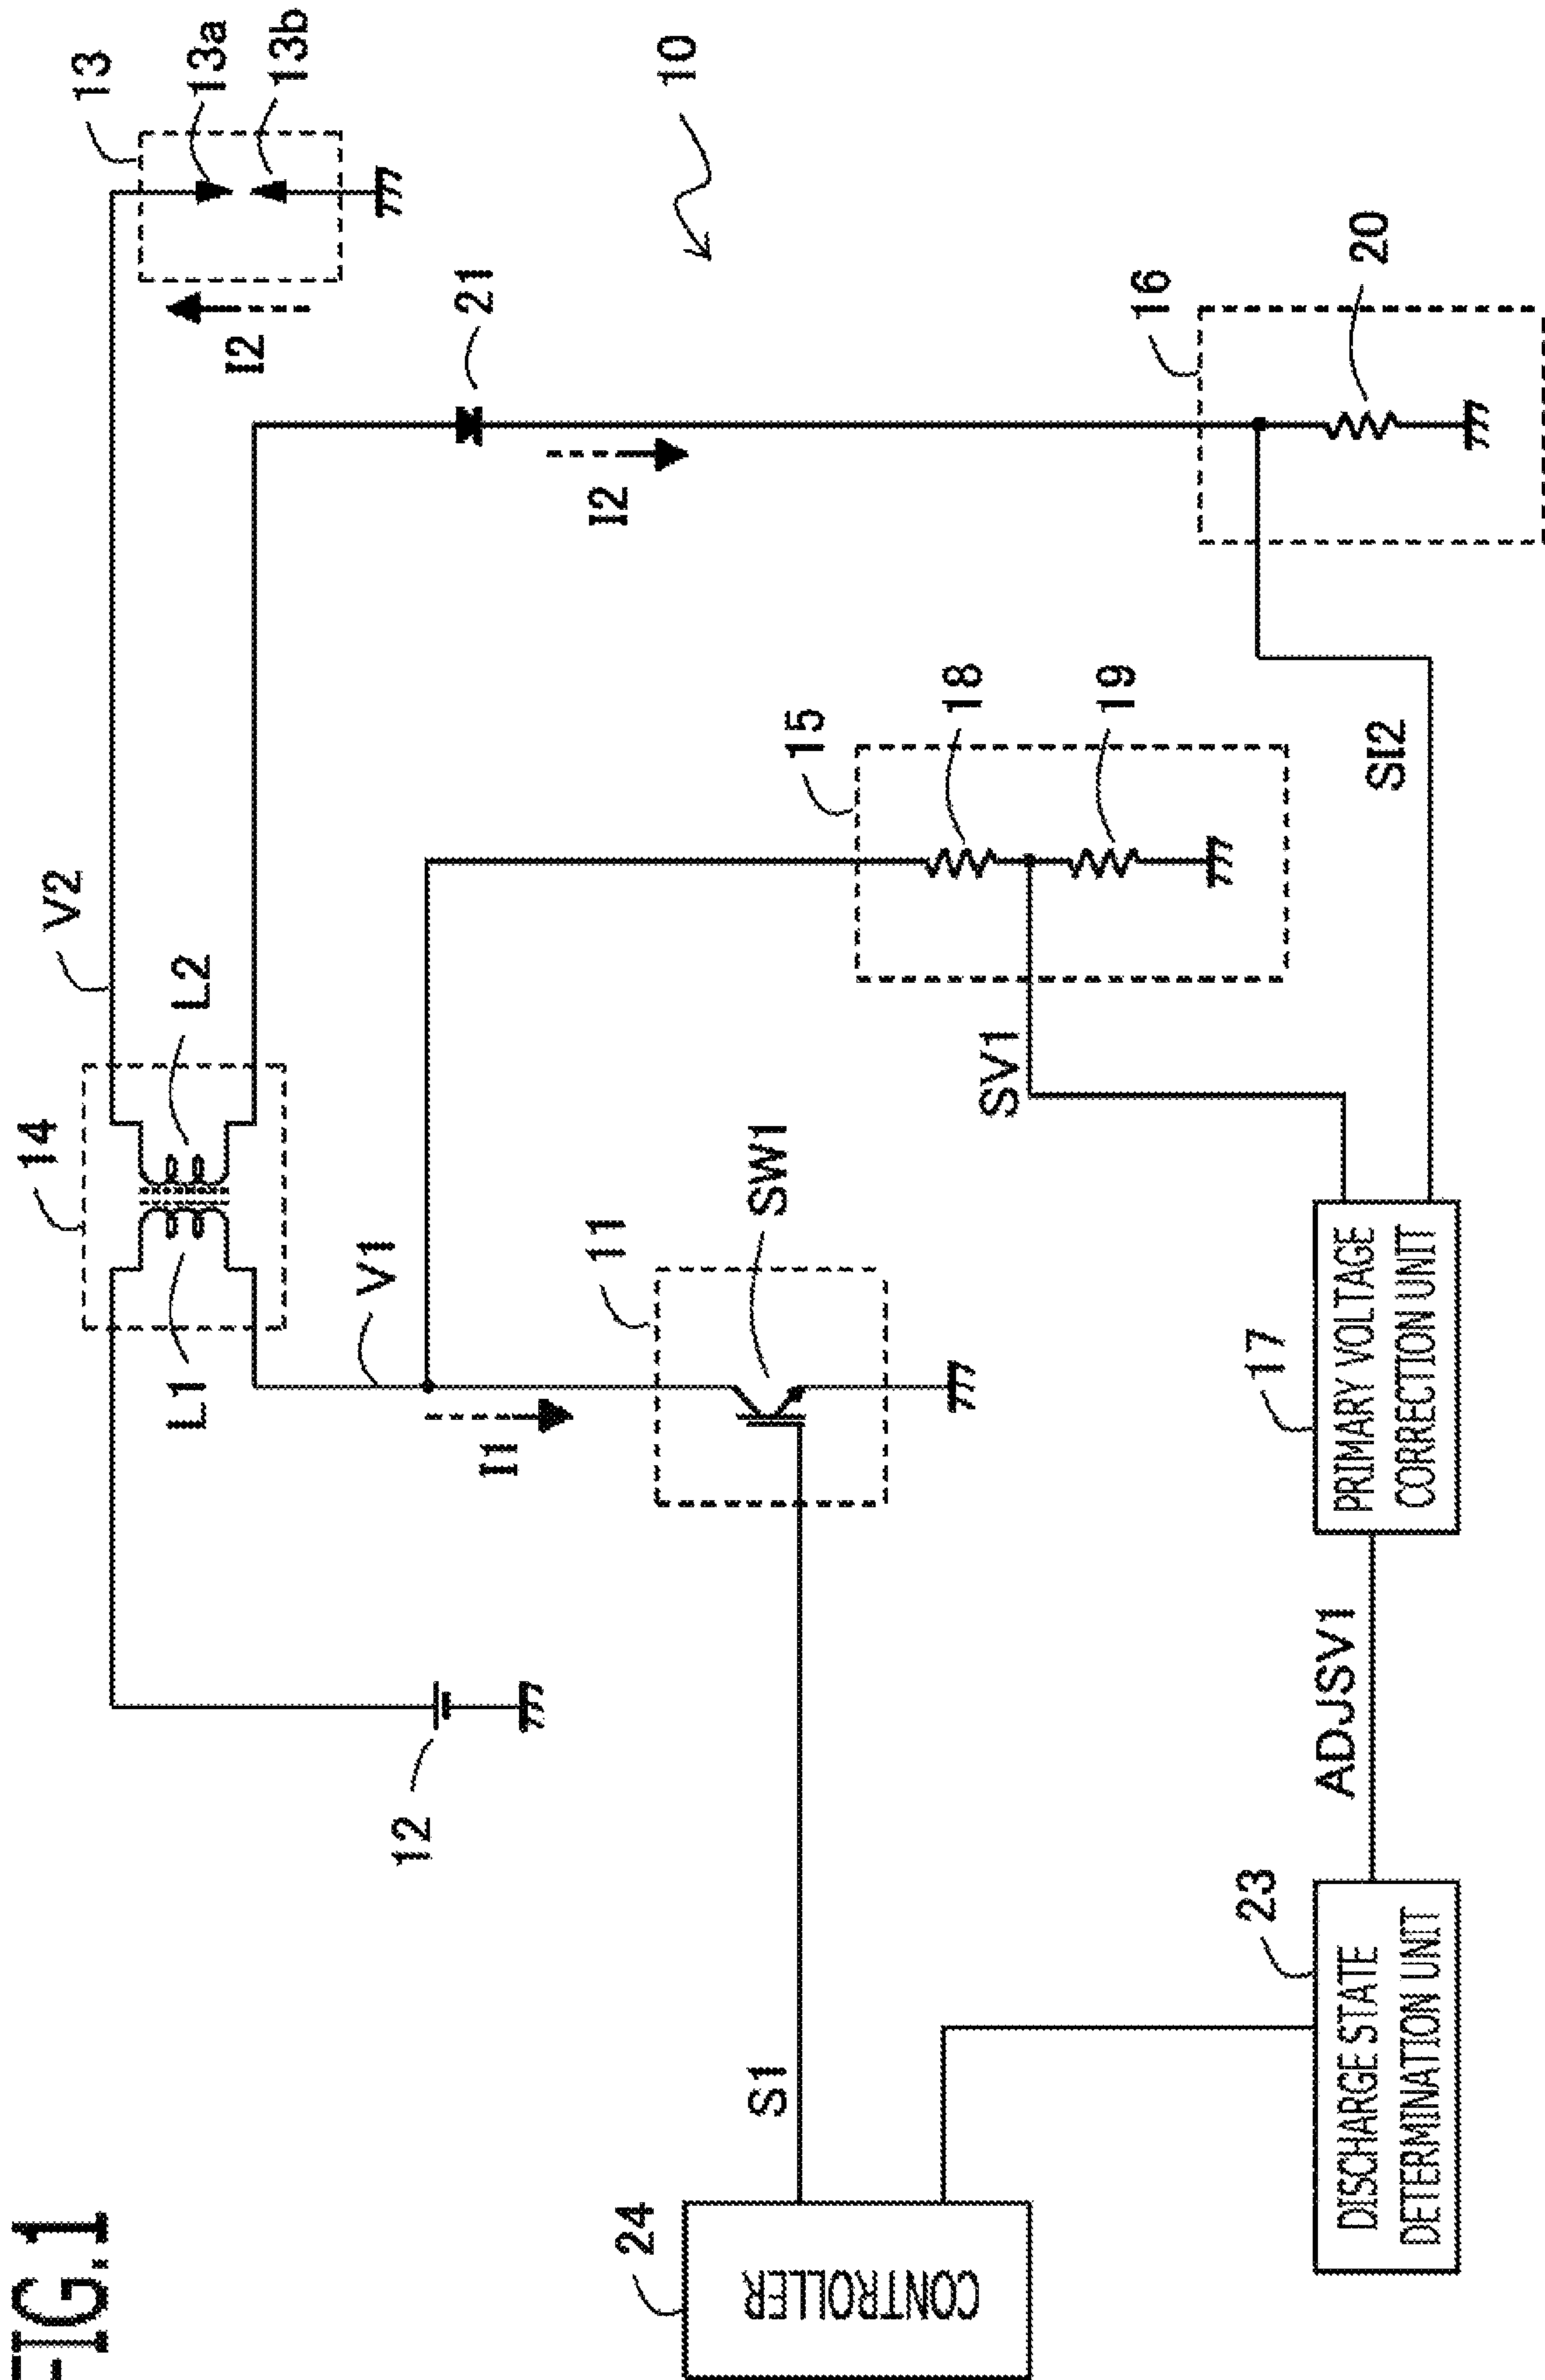 FIG.1
14
V2
13
13a
13b
L1
L2
I2
V1
12
I1
21
I2
10
11
SW1
24
CONTROLLER
S1
15
18
19
SV1
16
20
SI2
23
DISCHARGE STATE
DETERMINATION UNIT
ADJSV1
17
PRIMARY VOLTAGE
CORRECTION UNIT